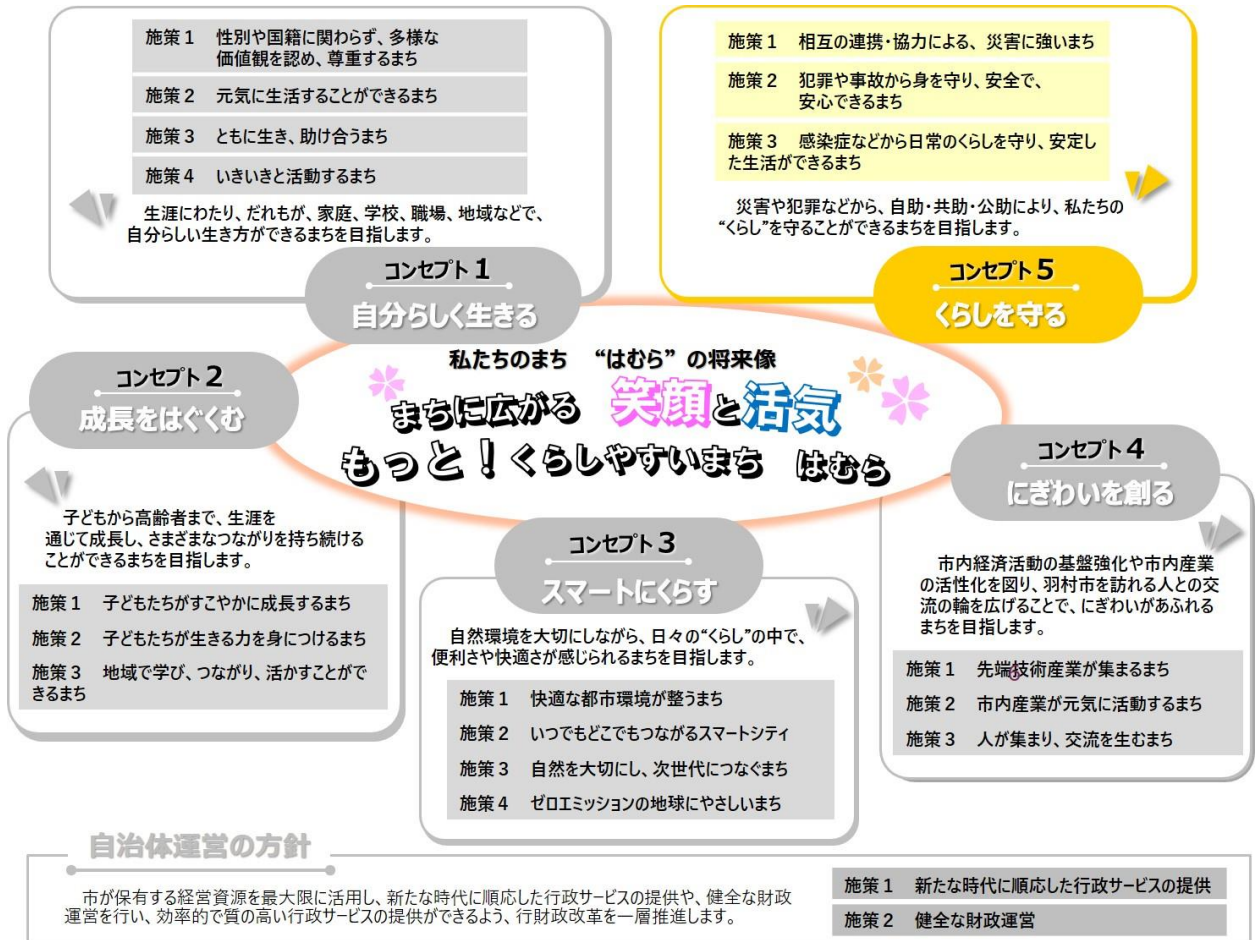 施策１　性別や国籍に関わらず、多様な
価値観を認め、尊重するまち
施策２　元気に生活することができるまち
施策３　ともに生き、助け合うまち
施策４　いきいきと活動するまち
生涯にわたり、だれもが、家庭、学校、職場、地域などで、
自分らしい生き方ができるまちを目指します。
コンセプト１
自分らしく生きる
施策１　相互の連携・協力による、災害に強いまち
施策２　犯罪や事故から身を守り、安全で、
安心できるまち
施策３　感染症などから日常のくらしを守り、安定し
た生活ができるまち
災害や犯罪などから、自助・共助・公助により、私たちの
“くらし”を守ることができるまちを目指します。
コンセプト５
くらしを守る
私たちのまち　“はむら”の将来像
まちに広がる　笑顔と活気
もっと！くらしやすいまち　はむら
コンセプト２
成長をはぐくむ
子どもから高齢者まで、生涯を
通じて成長し、さまざまなつながりを持ち続ける
ことができるまちを目指します。
施策１　子どもたちがすこやかに成長するまち
施策２　子どもたちが生きる力を身につけるまち
施策３　地域で学び、つながり、活かすことがで
きるまち
コンセプト３
スマートにくらす
自然環境を大切にしながら、日々の“くらし”の中で、
便利さや快適さが感じられるまちを目指します。
施策１　快適な都市環境が整うまち
施策２　いつでもどこでもつながるスマートシティ
施策３　自然を大切にし、次世代につなぐまち
施策４　ゼロエミッションの地球にやさしいまち
コンセプト４
にぎわいを創る
市内経済活動の基盤強化や市内産業
の活性化を図り、羽村市を訪れる人との交
流の輪を広げることで、にぎわいがあふれる
まちを目指します。
施策１　先端技術産業が集まるまち
施策２　市内産業が元気に活動するまち
施策３　人が集まり、交流を生むまち
自治体運営の方針
市が保有する経営資源を最大限に活用し、新たな時代に順応した行政サービスの提供や、健全な財政
運営を行い、効率的で質の高い行政サービスの提供ができるよう、行財政改革を一層推進します。
施策１　新たな時代に順応した行政サービスの提供
施策２　健全な財政運営